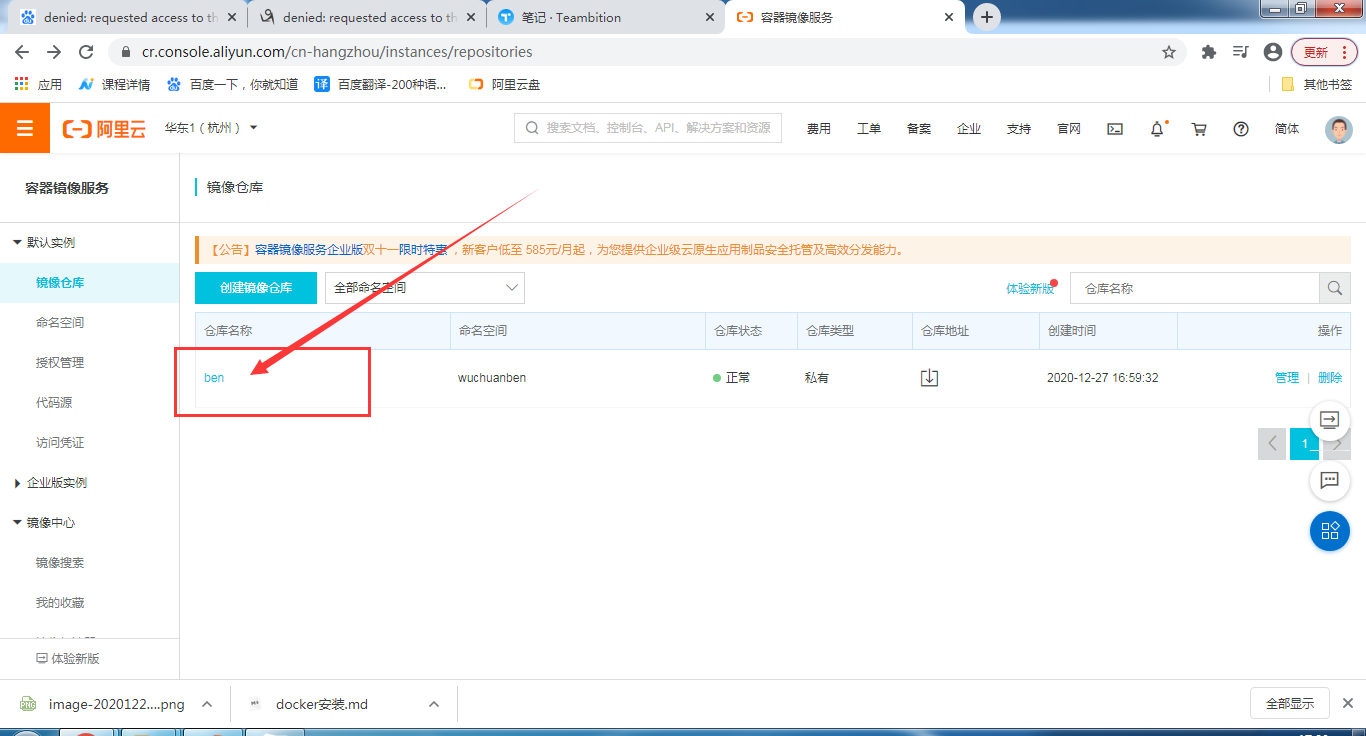 denied: requested access to th
denied: requested access to th
笔记 · Teambition
容器镜像服务
cr.console.aliyun.com/cn-hangzhou/instances/repositories
更新
应用
课程详情
百度一下，你就知道
译
百度翻译-200种语...
阿里云盘
其他书签
阿里云
华东1（杭州）
搜索文档、控制台、API、解决方案和资源
费用
工单
备案
企业
支持
官网
简体
容器镜像服务
镜像仓库
默认实例
镜像仓库
命名空间
授权管理
代码源
访问凭证
企业版实例
镜像中心
镜像搜索
我的收藏
体验新版
【公告】容器镜像服务企业版双十一限时特惠，新客户低至 585元/月起，为您提供企业级云原生应用制品安全托管及高效分发能力。
创建镜像仓库
全部命名空间
体验新版
仓库名称
仓库名称
命名空间
仓库状态
仓库类型
仓库地址
创建时间
操作
ben
wuchuanben
正常
私有
2020-12-27 16:59:32
管理 | 删除
1
image-2020122....png
docker安装.md
全部显示